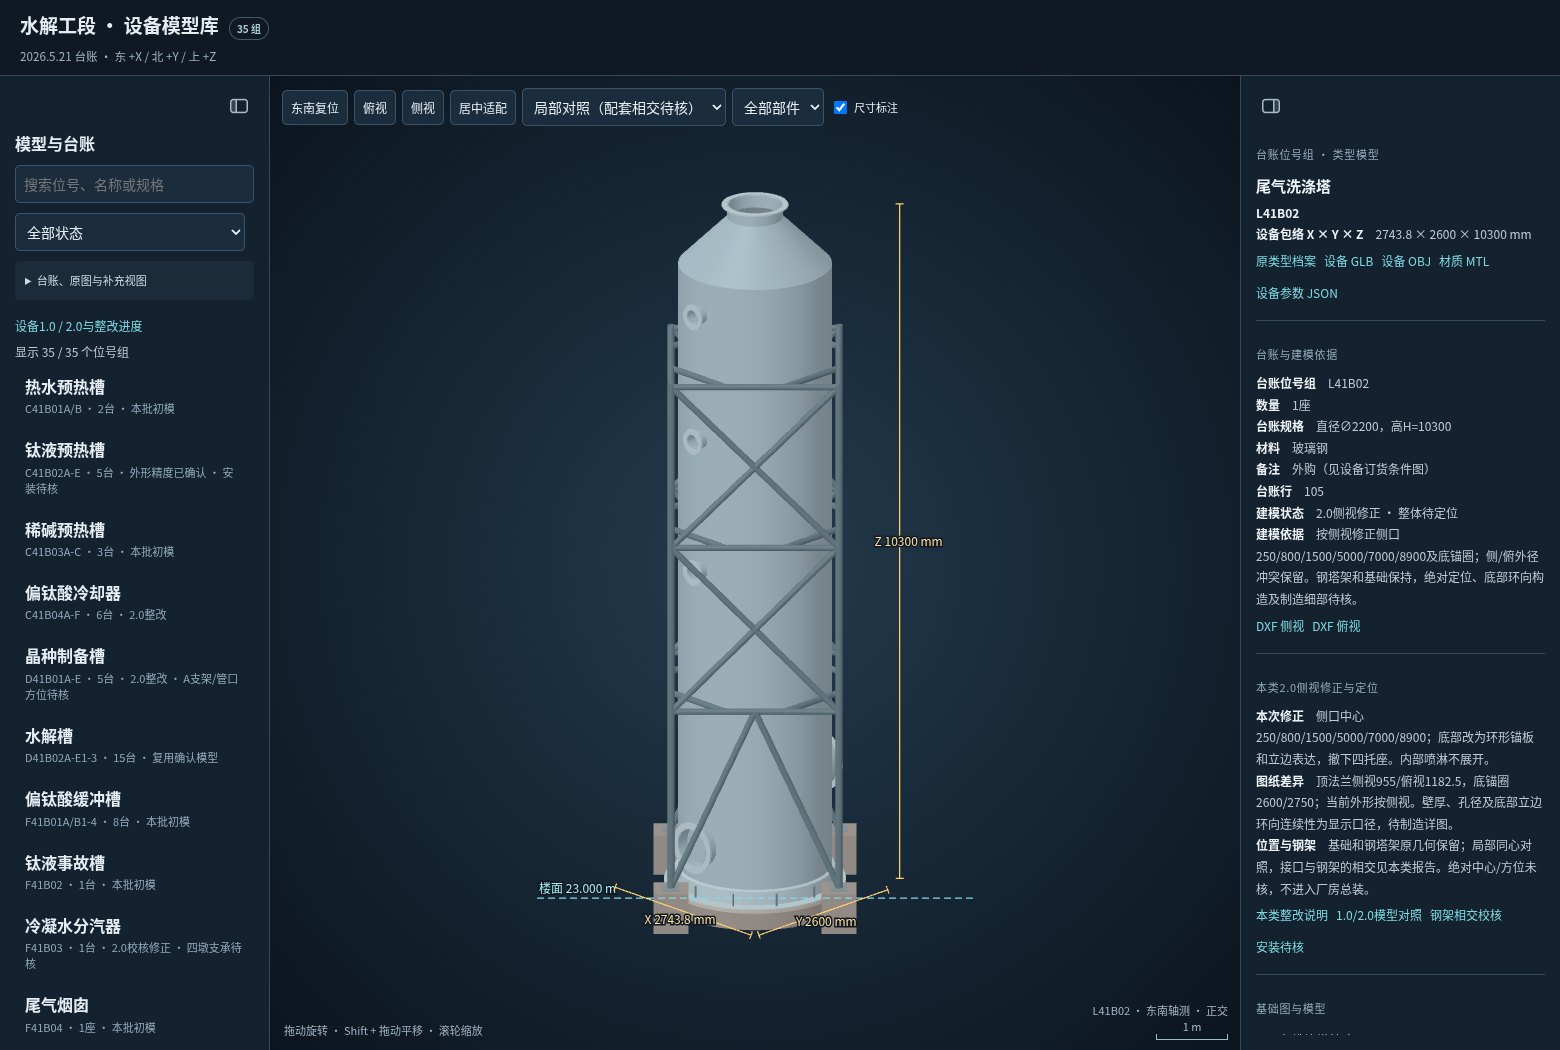 水解工段 · 设备模型库 35 组
2026.5.21 台账 · 东 +X / 北 +Y / 上 +Z
模型与台账
搜索位号、名称或规格
全部状态
台账、原图与补充视图
设备1.0 / 2.0与整改进度
显示 35 / 35 个位号组
热水预热槽
C41B01A/B · 2台 · 本批初模
钛液预热槽
C41B02A-E · 5台 · 外形精度已确认 · 安
装待核
稀碱预热槽
C41B03A-C · 3台 · 本批初模
偏钛酸冷却器
C41B04A-F · 6台 · 2.0整改
晶种制备槽
D41B01A-E · 5台 · 2.0整改 · A支架/管口
方位待核
水解槽
D41B02A-E1-3 · 15台 · 复用确认模型
偏钛酸缓冲槽
F41B01A/B1-4 · 8台 · 本批初模
钛液事故槽
F41B02 · 1台 · 本批初模
冷凝水分汽器
F41B03 · 1台 · 2.0校核修正 · 四墩支承待
核
尾气烟囱
F41B04 · 1座 · 本批初模
东南复位 俯视 侧视 居中适配 局部对照（配套相交待核） 全部部件 尺寸标注
Z 10300 mm
楼面 23.000 m
X 2743.8 mm
Y 2600 mm
拖动旋转 · Shift + 拖动平移 · 滚轮缩放
L41B02 · 东南轴测 · 正交
1 m
台账位号组 · 类型模型
尾气洗涤塔
L41B02
设备包络 X × Y × Z 2743.8 × 2600 × 10300 mm
原类型档案 设备 GLB 设备 OBJ 材质 MTL
设备参数 JSON
台账与建模依据
台账位号组 L41B02
数量 1座
台账规格 直径∅2200，高H=10300
材料 玻璃钢
备注 外购（见设备订货条件图）
台账行 105
建模状态 2.0侧视修正 · 整体待定位
建模依据 按侧视修正侧口
250/800/1500/5000/7000/8900及底锚圈；侧/俯外径
冲突保留。钢塔架和基础保持，绝对定位、底部环向构
造及制造细部待核。
DXF 侧视 DXF 俯视
本类2.0侧视修正与定位
本次修正 侧口中心
250/800/1500/5000/7000/8900；底部改为环形锚板
和立边表达，撤下四托座。内部喷淋不展开。
图纸差异 顶法兰侧视955/俯视1182.5，底锚圈
2600/2750；当前外形按侧视。壁厚、孔径及底部立边
环向连续性为显示口径，待制造详图。
位置与钢架 基础和钢塔架原几何保留；局部同心对
照，接口与钢架的相交见本类报告。绝对中心/方位未
核，不进入厂房总装。
本类整改说明 1.0/2.0模型对照 钢架相交校核
安装待核
基础图与模型